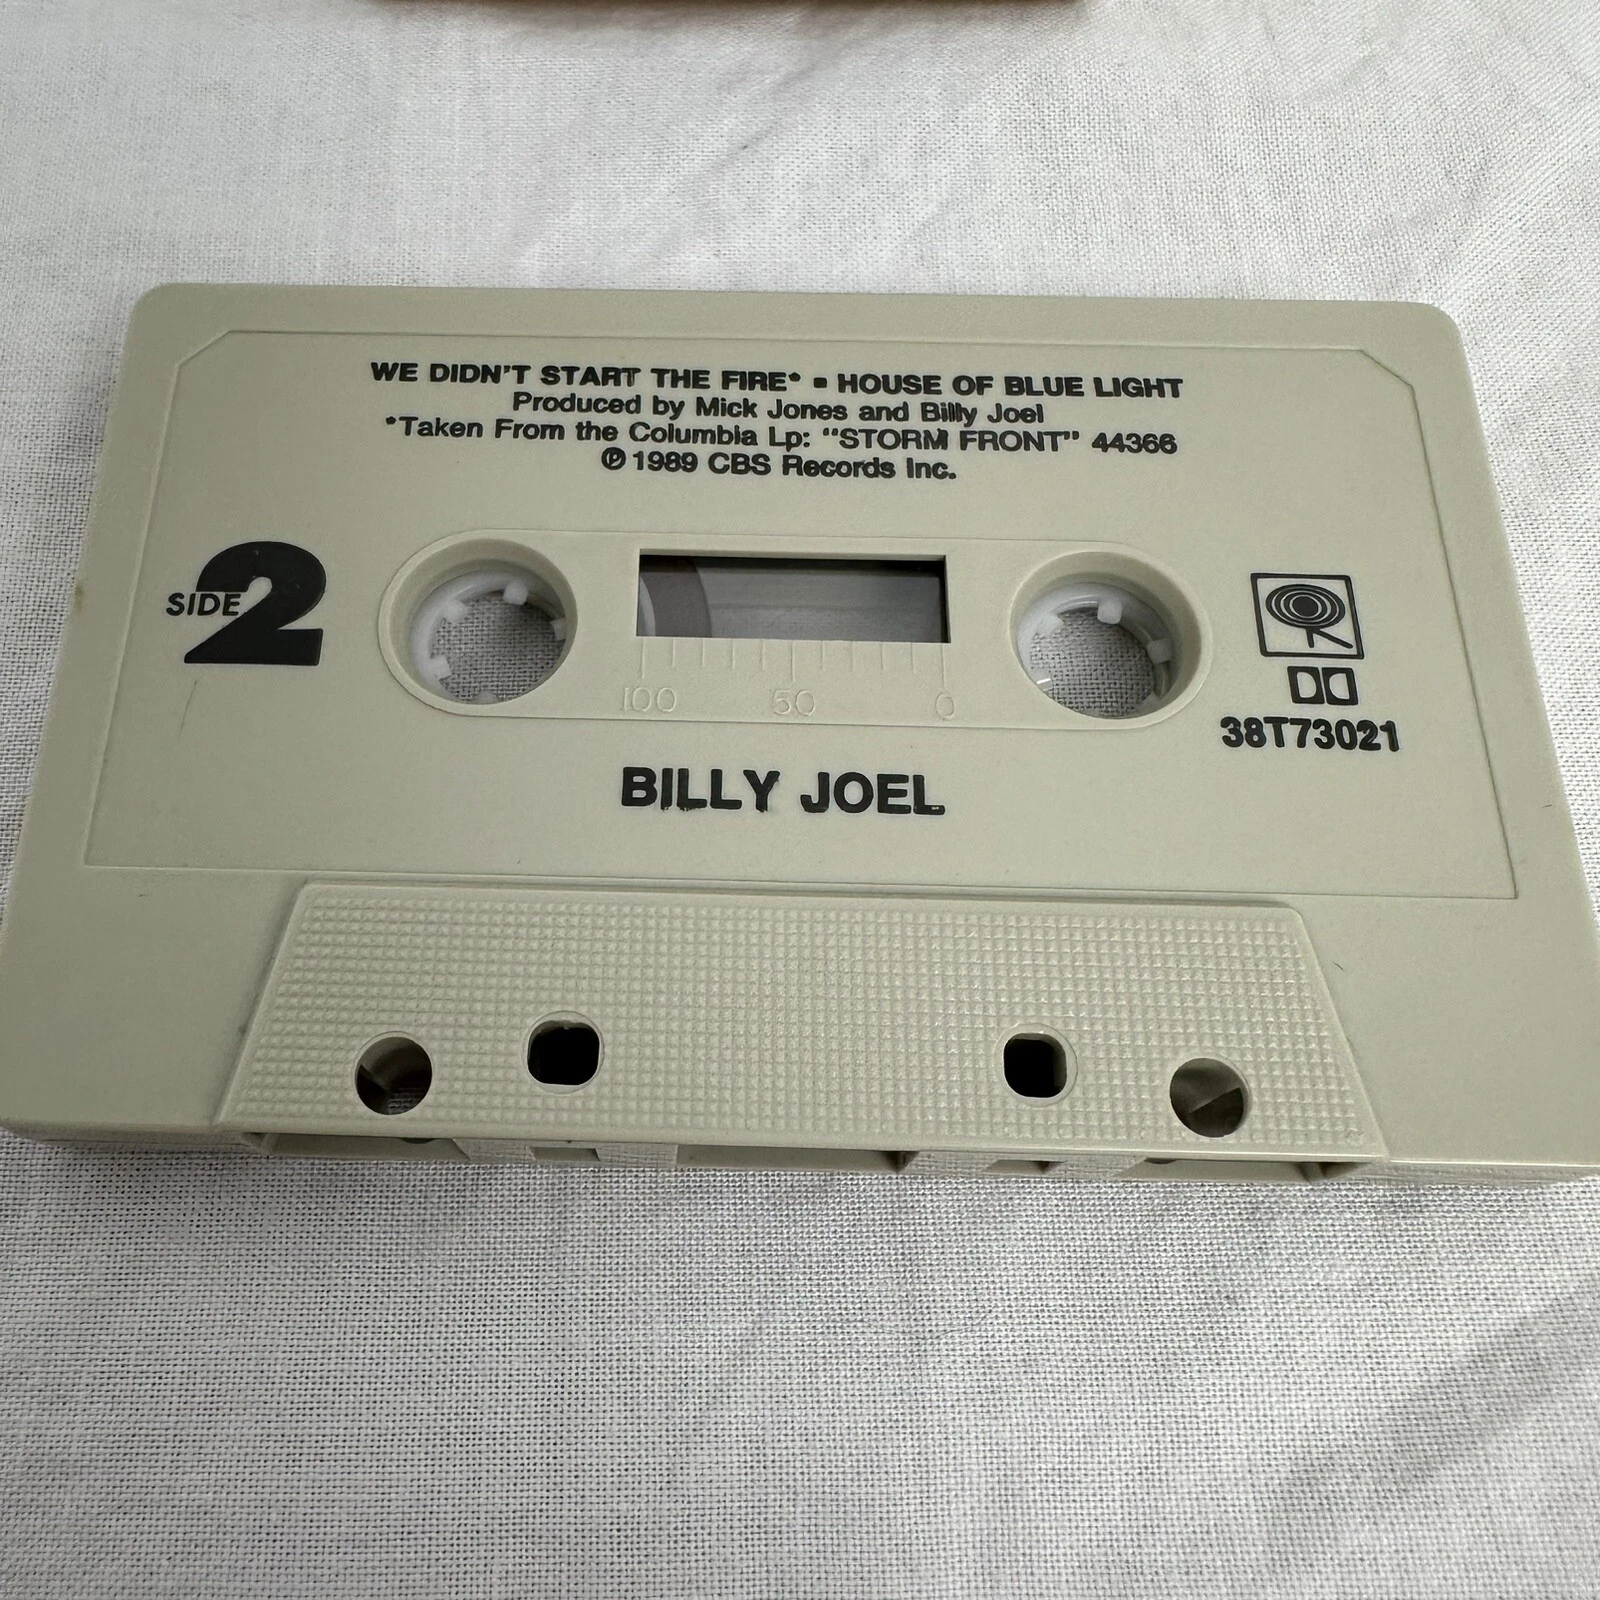 WE DIDN'T START THE FIRE* ▪ HOUSE OF BLUE LIGHT
Produced by Mick Jones and Billy Joel
*Taken From the Columbia Lp: “STORM FRONT” 44366
℗ 1989 CBS Records Inc.
SIDE 2
100 50 0
38T73021
BILLY JOEL